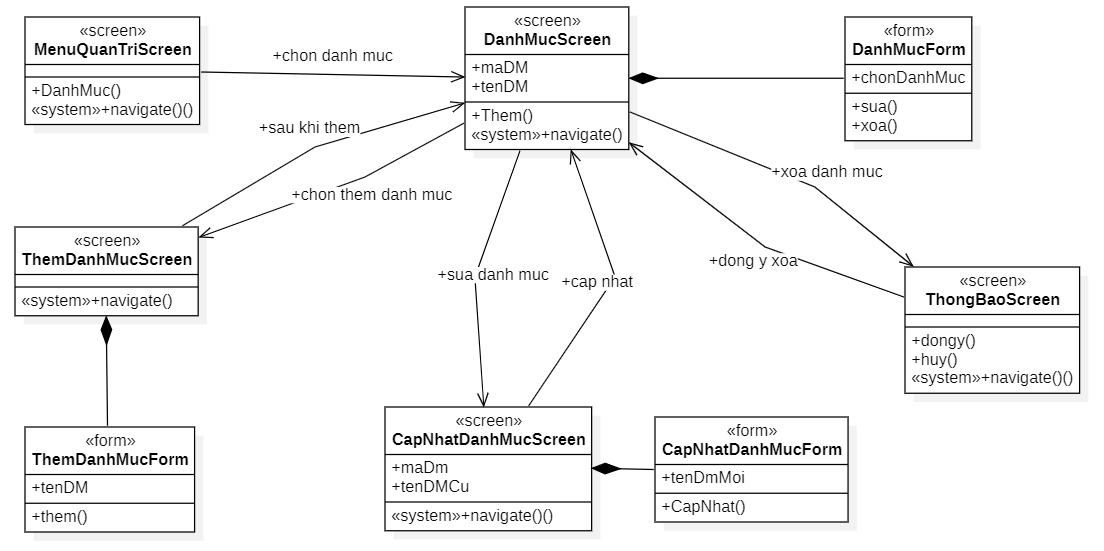 «screen»
MenuQuanTriScreen
+DanhMuc()
«system»+navigate()()
+chon danh muc
«screen»
DanhMucScreen
+maDM
+tenDM
+Them()
«system»+navigate()
«form»
DanhMucForm
+chonDanhMuc
+sua()
+xoa()
+sau khi them
+chon them danh muc
+xoa danh muc
+dong y xoa
+sua danh muc
+cap nhat
«screen»
ThemDanhMucScreen
«system»+navigate()
«screen»
ThongBaoScreen
+dongy()
+huy()
«system»+navigate()()
«form»
ThemDanhMucForm
+tenDM
+them()
«screen»
CapNhatDanhMucScreen
+maDm
+tenDMCu
«system»+navigate()()
«form»
CapNhatDanhMucForm
+tenDmMoi
+CapNhat()